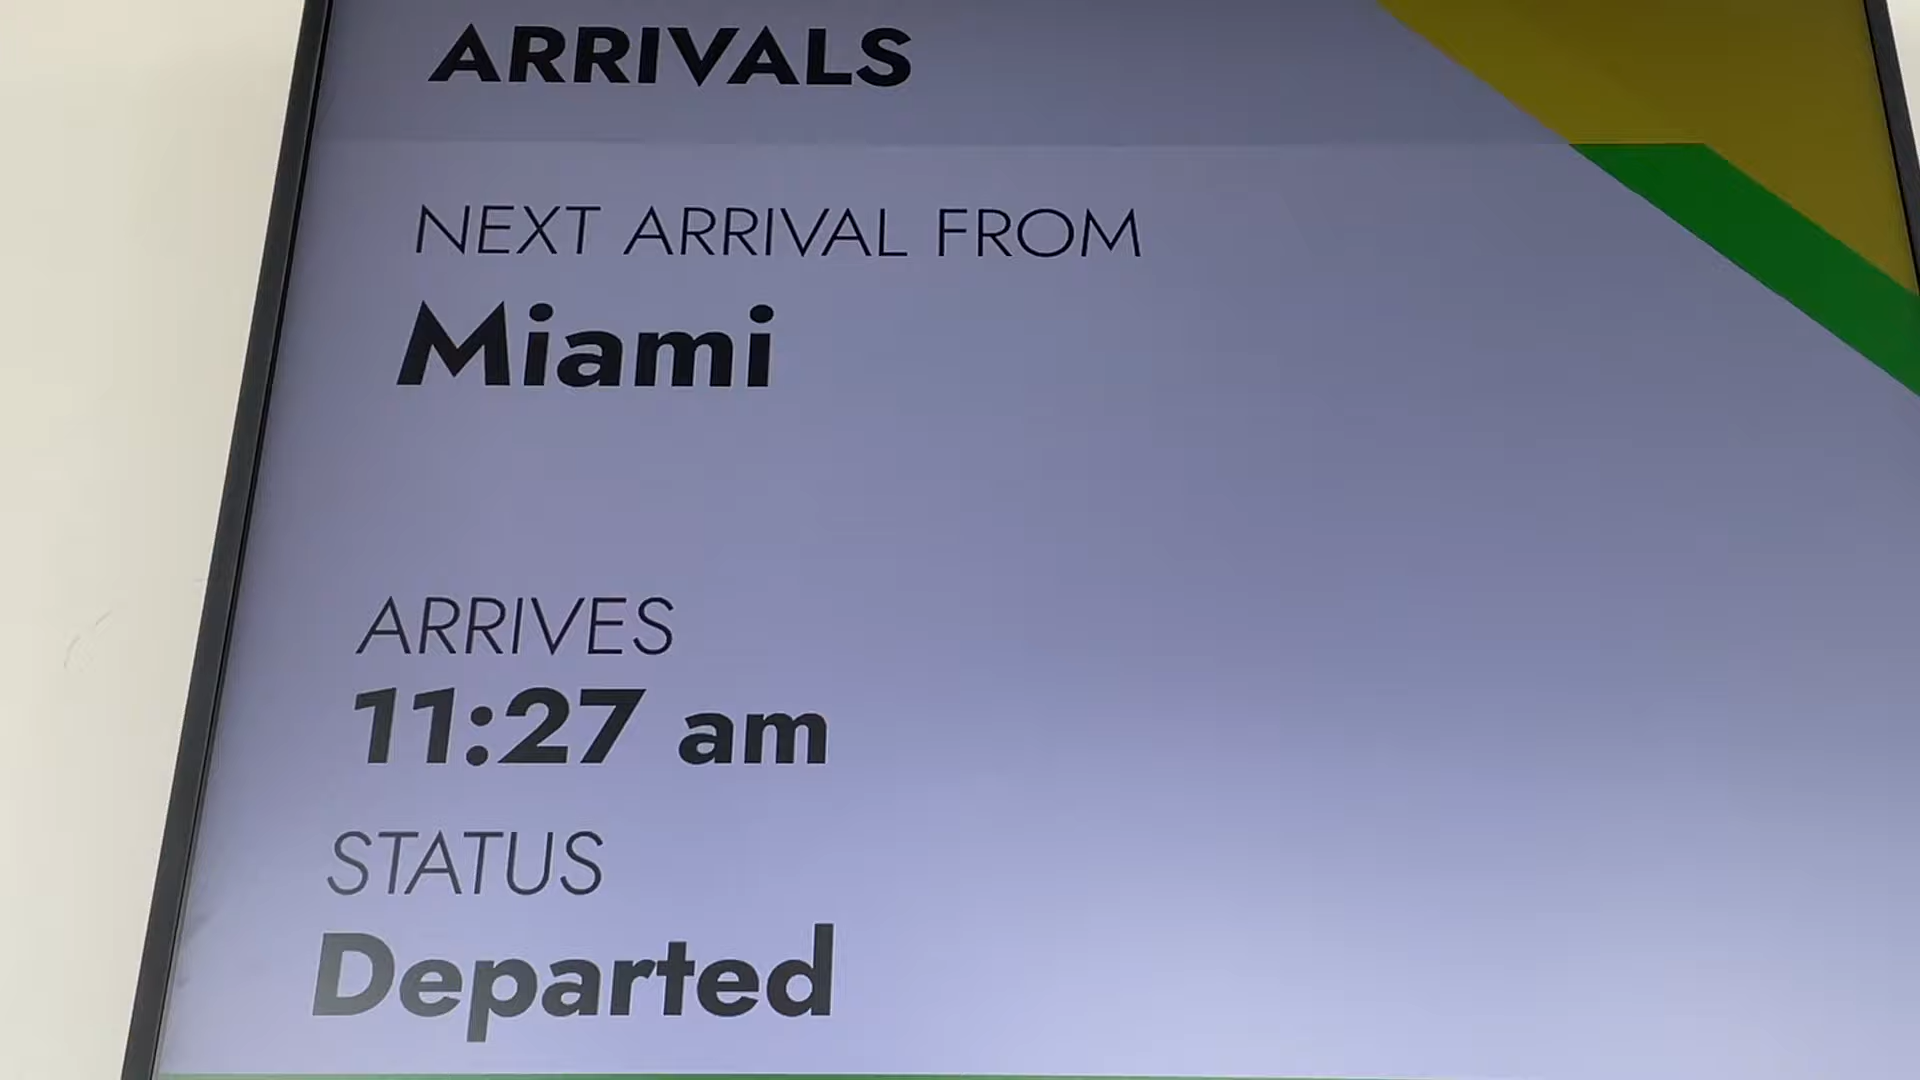 ARRIVALS
NEXT ARRIVAL FROM
Miami
ARRIVES
11:27 am
STATUS
Departed